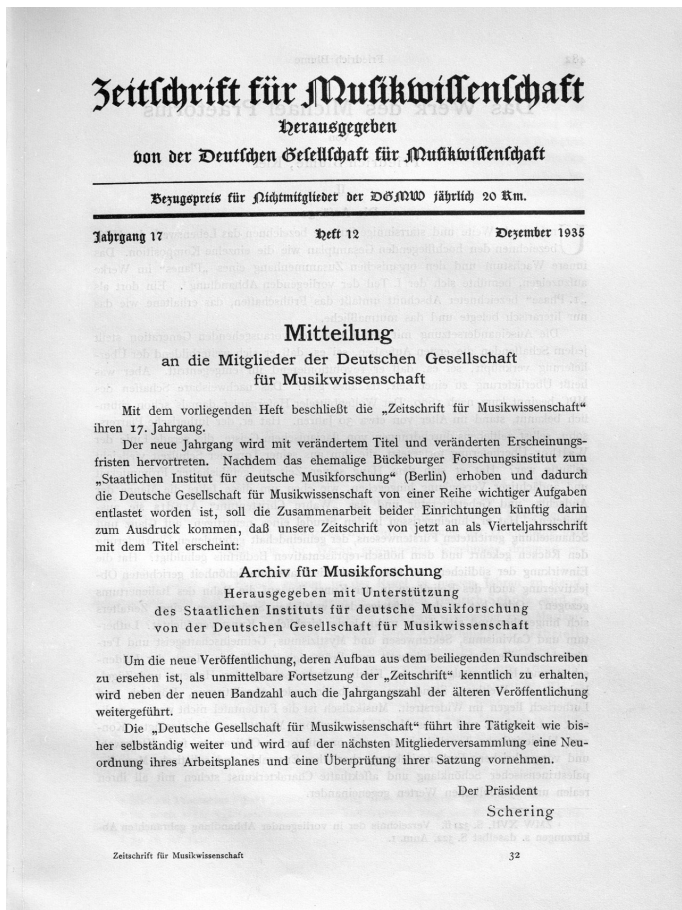 Zeitschrift für Musikwissenschaft
Herausgegeben
von der Deutschen Gesellschaft für Musikwissenschaft
Bezugspreis für Nichtmitglieder der DGMW jährlich 20 Rm.
Jahrgang 17 Heft 12 Dezember 1935
Mitteilung
an die Mitglieder der Deutschen Gesellschaft
für Musikwissenschaft
Mit dem vorliegenden Heft beschließt die „Zeitschrift für Musikwissenschaft“
ihren 17. Jahrgang.
Der neue Jahrgang wird mit verändertem Titel und veränderten Erscheinungs-
fristen hervortreten. Nachdem das ehemalige Bückeburger Forschungsinstitut zum
„Staatlichen Institut für deutsche Musikforschung“ (Berlin) erhoben und dadurch
die Deutsche Gesellschaft für Musikwissenschaft von einer Reihe wichtiger Aufgaben
entlastet worden ist, soll die Zusammenarbeit beider Einrichtungen künftig darin
zum Ausdruck kommen, daß unsere Zeitschrift von jetzt an als Vierteljahrsschrift
mit dem Titel erscheint:
Archiv für Musikforschung
Herausgegeben mit Unterstützung
des Staatlichen Instituts für deutsche Musikforschung
von der Deutschen Gesellschaft für Musikwissenschaft
Um die neue Veröffentlichung, deren Aufbau aus dem beiliegenden Rundschreiben
zu ersehen ist, als unmittelbare Fortsetzung der „Zeitschrift“ kenntlich zu erhalten,
wird neben der neuen Bandzahl auch die Jahrgangszahl der älteren Veröffentlichung
weitergeführt.
Die „Deutsche Gesellschaft für Musikwissenschaft“ führt ihre Tätigkeit wie bis-
her selbständig weiter und wird auf der nächsten Mitgliederversammlung eine Neu-
ordnung ihres Arbeitsplanes und eine Überprüfung ihrer Satzung vornehmen.
Der Präsident
Schering
Zeitschrift für Musikwissenschaft 32